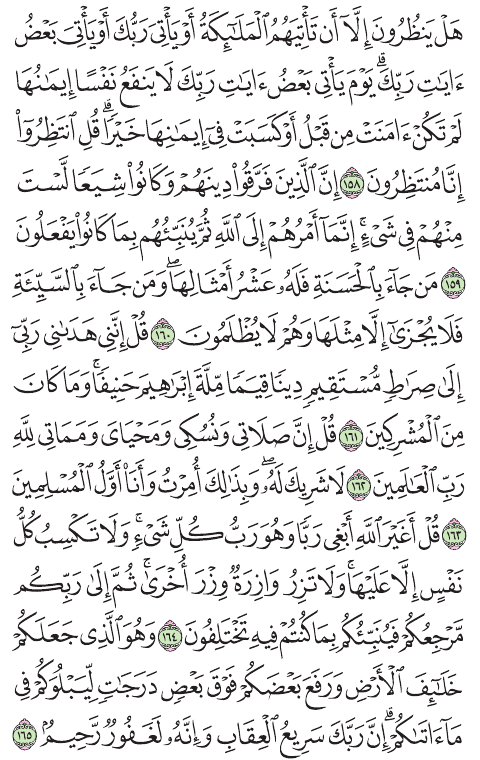 هَلۡ يَنظُرُونَ إِلَّآ أَن تَأۡتِيَهُمُ ٱلۡمَلَٰٓئِكَةُ أَوۡ يَأۡتِيَ رَبُّكَ أَوۡ يَأۡتِيَ بَعۡضُ
ءَايَٰتِ رَبِّكَۗ يَوۡمَ يَأۡتِي بَعۡضُ ءَايَٰتِ رَبِّكَ لَا يَنفَعُ نَفۡسًا إِيمَٰنُهَا
لَمۡ تَكُنۡ ءَامَنَتۡ مِن قَبۡلُ أَوۡ كَسَبَتۡ فِيٓ إِيمَٰنِهَا خَيۡرٗاۗ قُلِ ٱنتَظِرُوٓاْ
إِنَّا مُنتَظِرُونَ ١٥٨ إِنَّ ٱلَّذِينَ فَرَّقُواْ دِينَهُمۡ وَكَانُواْ شِيَعٗا لَّسۡتَ
مِنۡهُمۡ فِي شَيۡءٍۚ إِنَّمَآ أَمۡرُهُمۡ إِلَى ٱللَّهِ ثُمَّ يُنَبِّئُهُم بِمَا كَانُواْ يَفۡعَلُونَ
١٥٩ مَن جَآءَ بِٱلۡحَسَنَةِ فَلَهُۥ عَشۡرُ أَمۡثَالِهَاۖ وَمَن جَآءَ بِٱلسَّيِّئَةِ
فَلَا يُجۡزَىٰٓ إِلَّا مِثۡلَهَا وَهُمۡ لَا يُظۡلَمُونَ ١٦٠ قُلۡ إِنَّنِي هَدَىٰنِي رَبِّيٓ
إِلَىٰ صِرَٰطٖ مُّسۡتَقِيمٖ دِينٗا قِيَمٗا مِّلَّةَ إِبۡرَٰهِيمَ حَنِيفٗاۚ وَمَا كَانَ
مِنَ ٱلۡمُشۡرِكِينَ ١٦١ قُلۡ إِنَّ صَلَاتِي وَنُسُكِي وَمَحۡيَايَ وَمَمَاتِي لِلَّهِ
رَبِّ ٱلۡعَٰلَمِينَ ١٦٢ لَا شَرِيكَ لَهُۥۖ وَبِذَٰلِكَ أُمِرۡتُ وَأَنَا۠ أَوَّلُ ٱلۡمُسۡلِمِينَ
١٦٣ قُلۡ أَغَيۡرَ ٱللَّهِ أَبۡغِي رَبّٗا وَهُوَ رَبُّ كُلِّ شَيۡءٖۚ وَلَا تَكۡسِبُ كُلُّ
نَفۡسٍ إِلَّا عَلَيۡهَاۚ وَلَا تَزِرُ وَازِرَةٞ وِزۡرَ أُخۡرَىٰۚ ثُمَّ إِلَىٰ رَبِّكُم
مَّرۡجِعُكُمۡ فَيُنَبِّئُكُم بِمَا كُنتُمۡ فِيهِ تَخۡتَلِفُونَ ١٦٤ وَهُوَ ٱلَّذِي جَعَلَكُمۡ
خَلَٰٓئِفَ ٱلۡأَرۡضِ وَرَفَعَ بَعۡضَكُمۡ فَوۡقَ بَعۡضٖ دَرَجَٰتٖ لِّيَبۡلُوَكُمۡ فِي
مَآ ءَاتَىٰكُمۡۗ إِنَّ رَبَّكَ سَرِيعُ ٱلۡعِقَابِ وَإِنَّهُۥ لَغَفُورٞ رَّحِيمُۢ ١٦٥